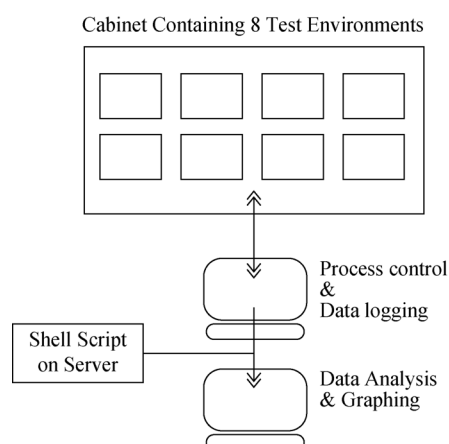 Cabinet Containing 8 Test Environments
Process control
&
Data logging
Shell Script
on Server
Data Analysis
& Graphing